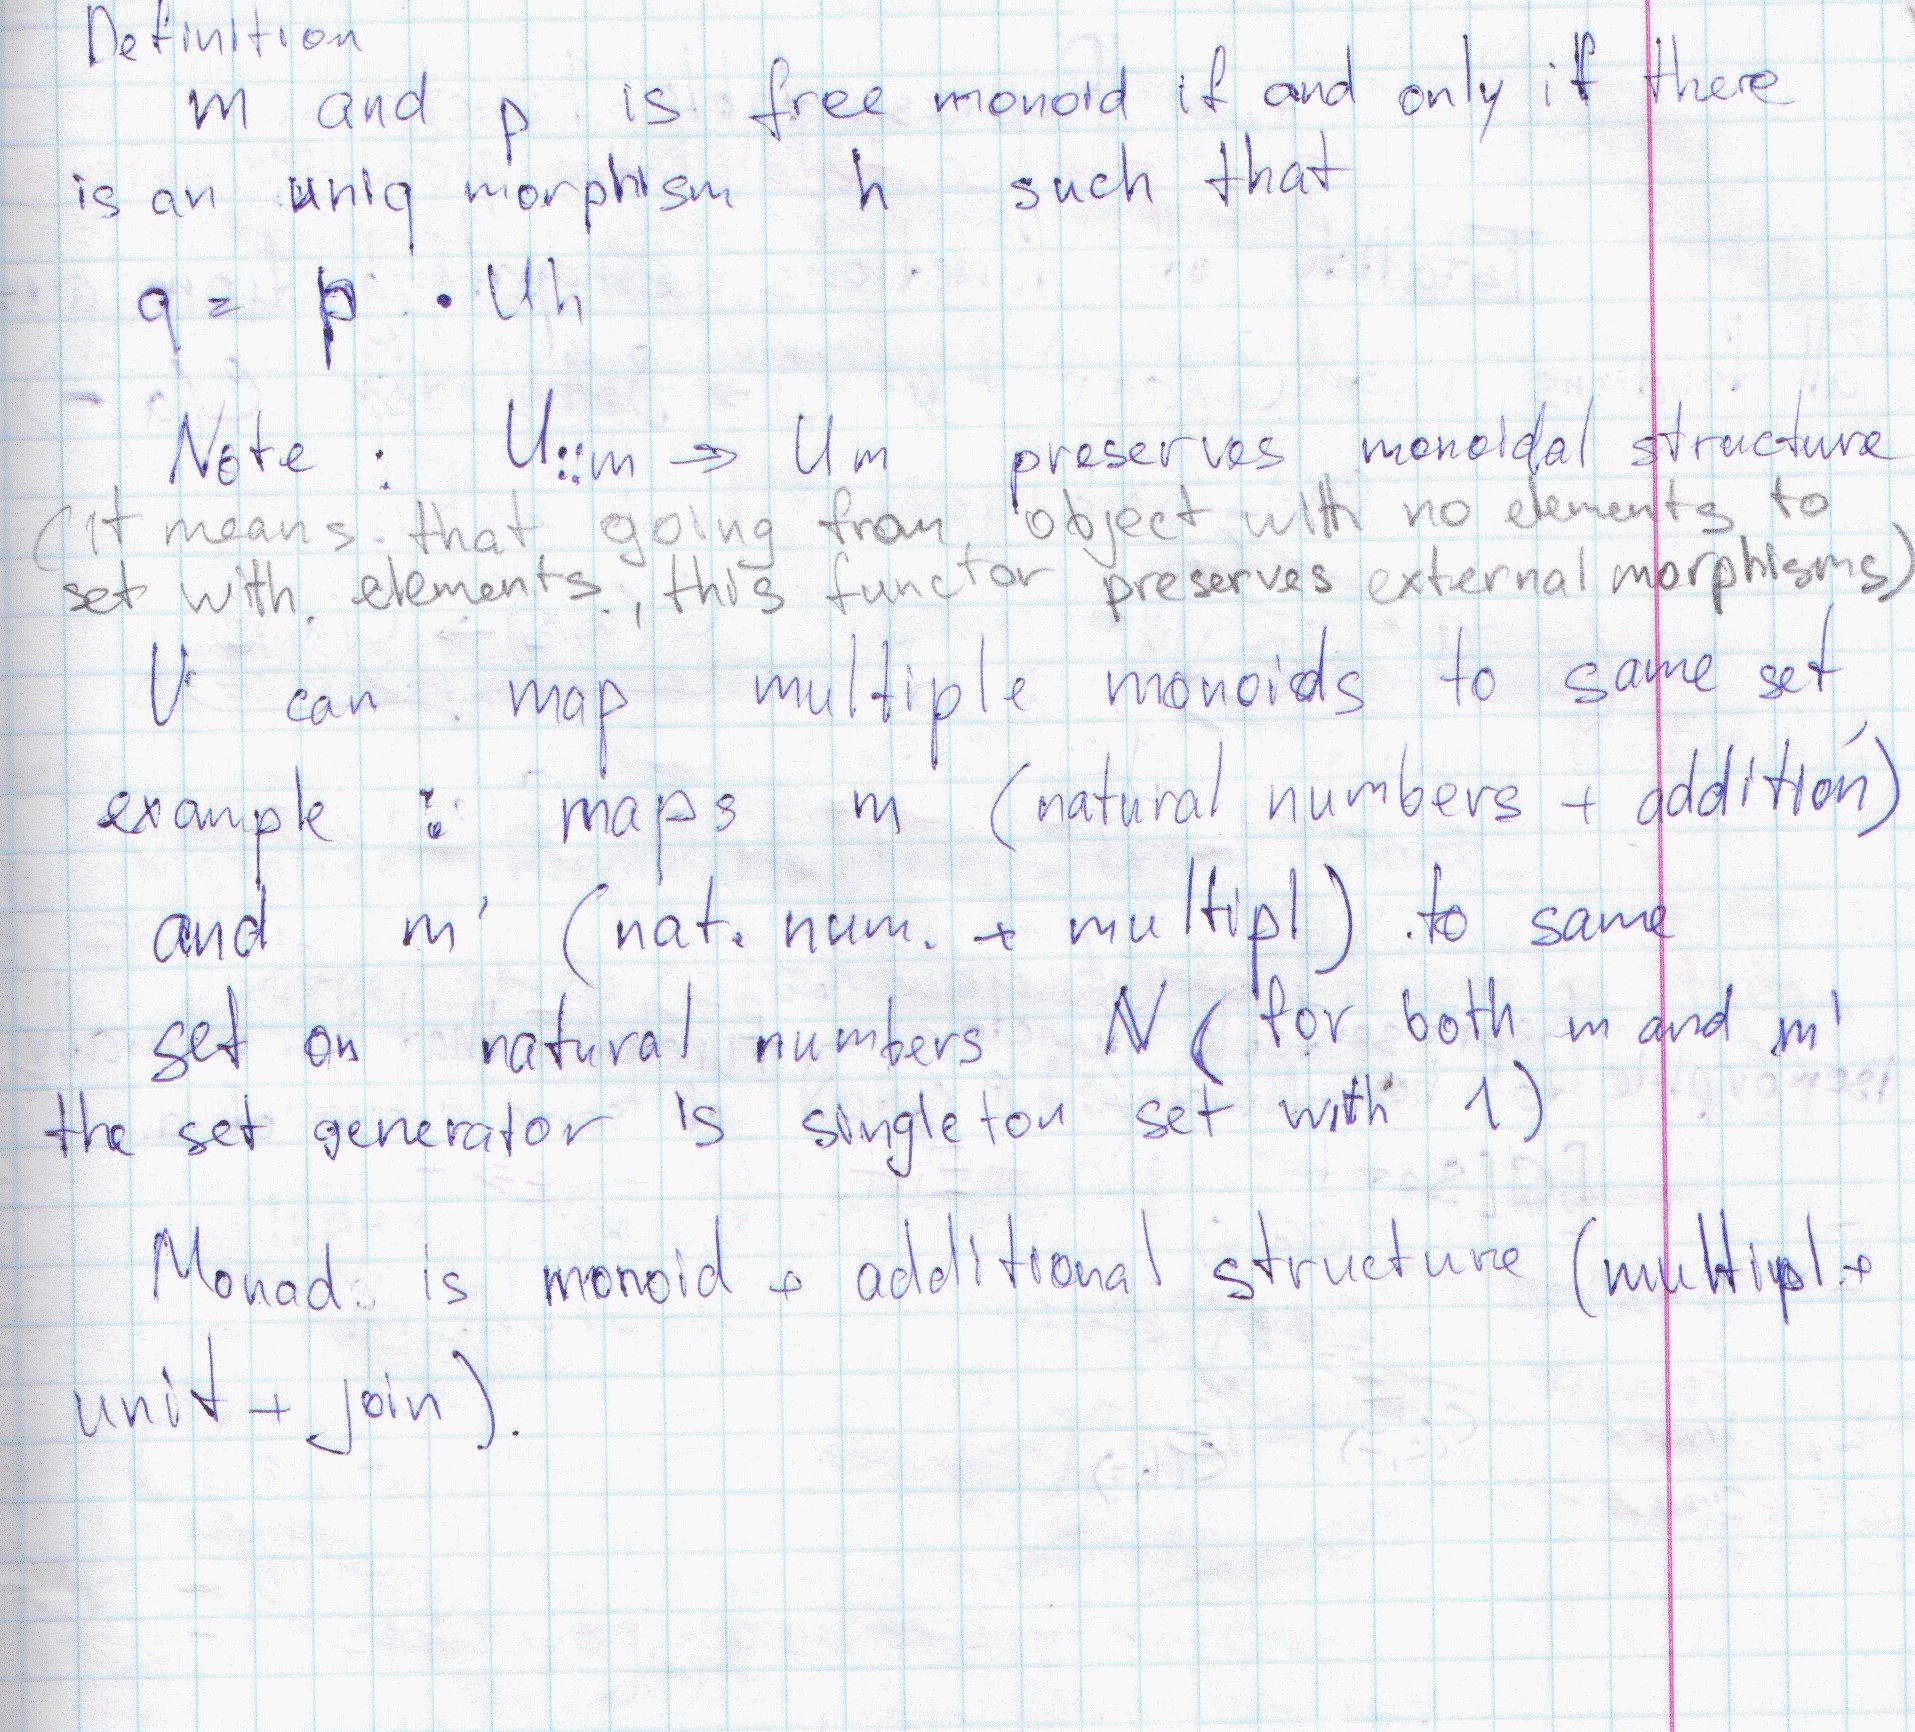 Definition
m and p is free monoid if and only if there
is an uniq morphism h such that
q = p • Uh
Note : U::m → Um preserves monoidal structure
(it means that going from object with no elements to
set with elements, this functor preserves external morphisms)
U can map multiple monoids to same set
example : maps m (natural numbers + addition)
and m' (nat. num. + multipl) to same
set on natural numbers N (for both m and m'
the set generator is singleton set with 1)
Monad is monoid + additional structure (multipl. +
unit + join).